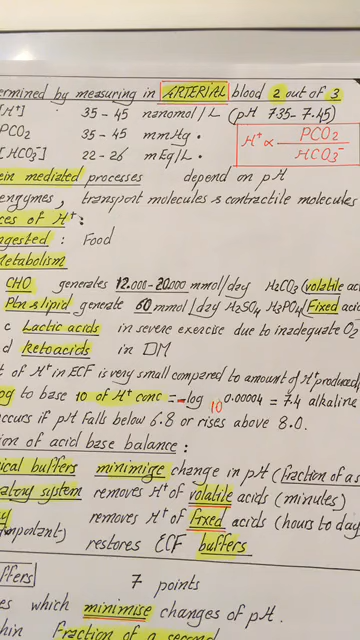 ermined by measuring in ARTERIAL blood 2 out of 3
[H⁺] 35 - 45 nanomol/L (pH 7.35 - 7.45)
PCO2 35 - 45 mmHg.
[HCO3⁻] 22 - 26 mEq/L.
H⁺ ∝ PCO2 / HCO3⁻
ein mediated processes depend on pH
enzymes, transport molecules & contractile molecules
ces of H⁺:
ngested : Food
Metabolism
CHO generates 12.000-20.000 mmol/day H2CO3 (volatile ac
Ptn & lipid generate 60 mmol/day H2SO4 H3PO4 (Fixed acid
c Lactic acids in severe exercise due to inadequate O2
d ketoacids in DM
t of H⁺ in ECF is very small compared to amount of H⁺ produced
og to base 10 of H⁺ conc = -log 10 0.00004 = 7.4 alkaline
occurs if pH falls below 6.8 or rises above 8.0.
ion of acid base balance:
ical buffers minimize change in pH (fraction of a s
ratory system removes H⁺ of volatile acids (minutes)
y removes H⁺ of fixed acids (hours to day
important) restores ECF buffers
uffers 7 points
es which minimise changes of pH.
thin fraction of a second